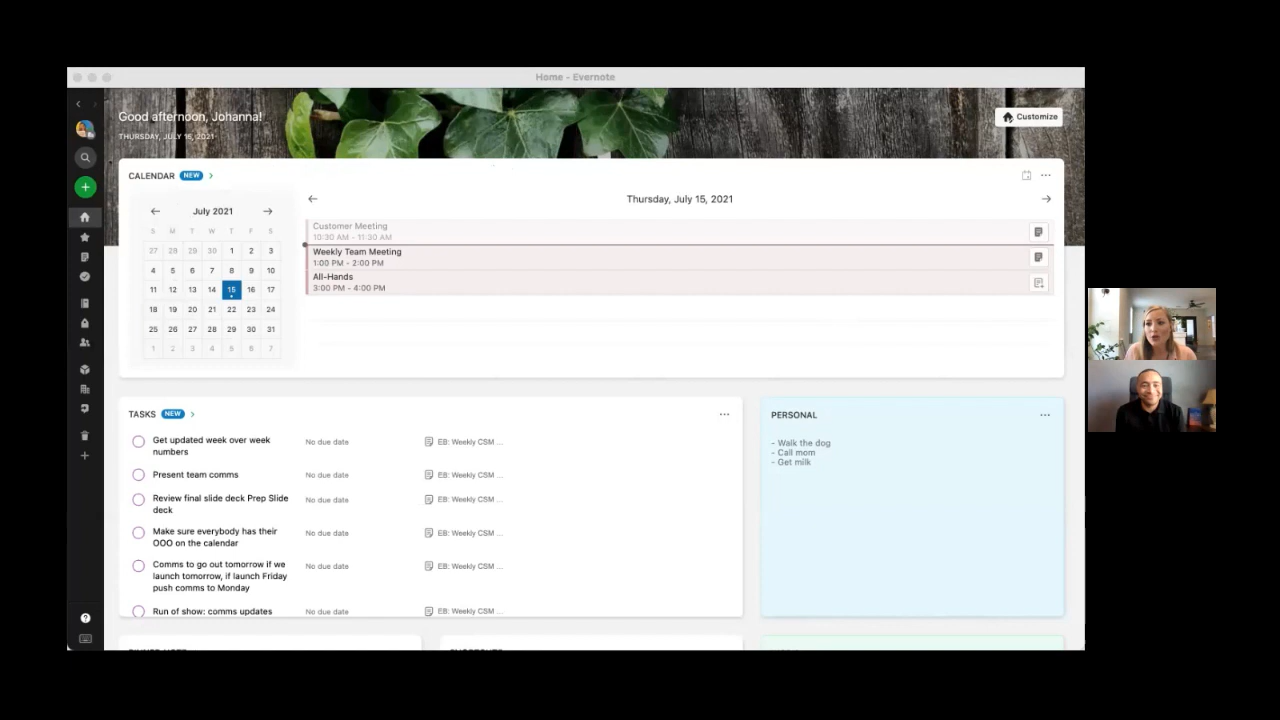 Home - Evernote
Good afternoon, Johanna!
THURSDAY, JULY 15, 2021
Customize
CALENDAR NEW
July 2021
Thursday, July 15, 2021
S M T W T F S
27 28 29 30 1 2 3
4 5 6 7 8 9 10
11 12 13 14 15 16 17
18 19 20 21 22 23 24
25 26 27 28 29 30 31
1 2 3 4 5 6 7
Customer Meeting
10:30 AM - 11:30 AM
Weekly Team Meeting
1:00 PM - 2:00 PM
All-Hands
3:00 PM - 4:00 PM
TASKS NEW
Get updated week over week
numbers
No due date
EB: Weekly CSM ...
Present team comms
No due date
EB: Weekly CSM ...
Review final slide deck Prep Slide
deck
No due date
EB: Weekly CSM ...
Make sure everybody has their
OOO on the calendar
No due date
EB: Weekly CSM ...
Comms to go out tomorrow if we
launch tomorrow, if launch Friday
push comms to Monday
No due date
EB: Weekly CSM ...
Run of show: comms updates
No due date
EB: Weekly CSM ...
PERSONAL
- Walk the dog
- Call mom
- Get milk